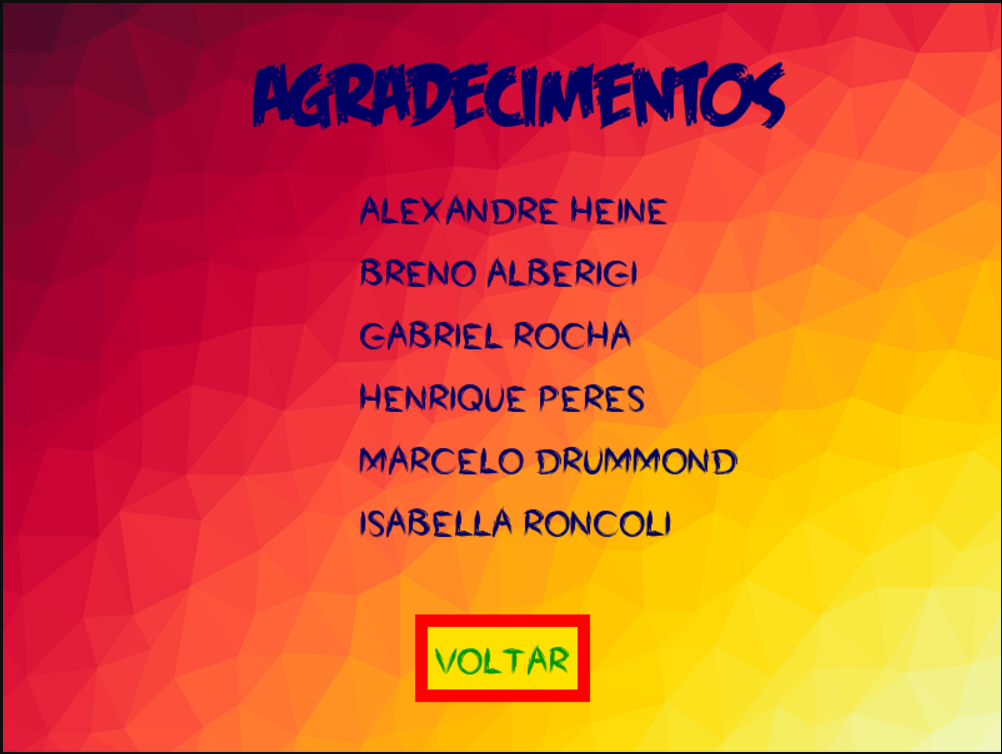 AGRADECIMENTOS
ALEXANDRE HEINE
BRENO ALBERIGI
GABRIEL ROCHA
HENRIQUE PERES
MARCELO DRUMMOND
ISABELLA RONCOLI
VOLTAR